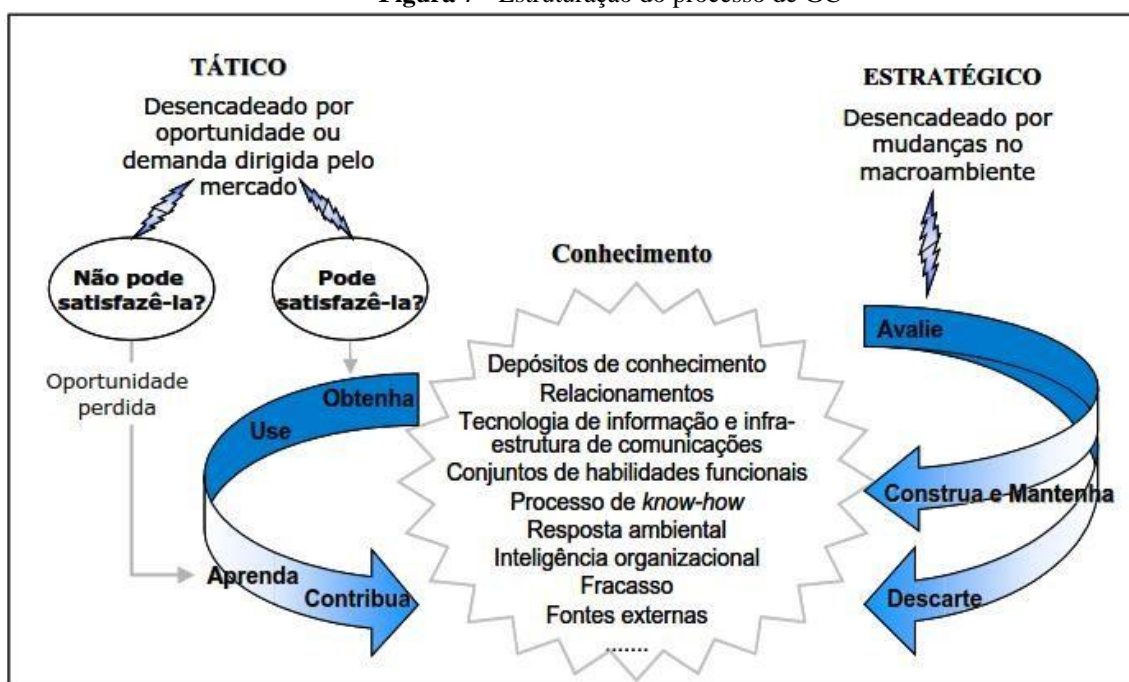 Figura 7 - Estruturação do processo de GC
TÁTICO
Desencadeado por
oportunidade ou
demanda dirigida pelo
mercado
Não pode
satisfazê-la?
Pode
satisfazê-la?
Oportunidade
perdida
Obtenha
Use
Aprenda
Contribua
Conhecimento
Depósitos de conhecimento
Relacionamentos
Tecnologia de informação e infra-
estrutura de comunicações
Conjuntos de habilidades funcionais
Processo de know-how
Resposta ambiental
Inteligência organizacional
Fracasso
Fontes externas
.......
ESTRATÉGICO
Desencadeado por
mudanças no
macroambiente
Avalie
Construa e Mantenha
Descarte